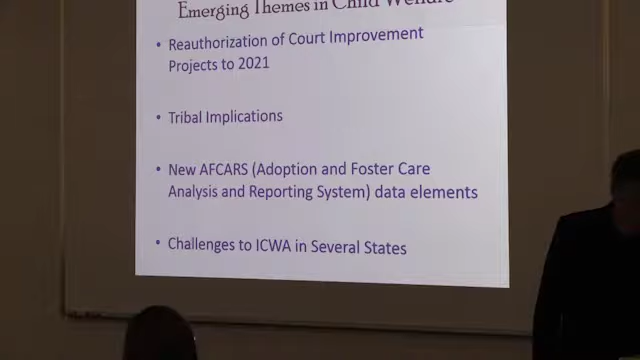 Emerging Themes in Child Welfare
• Reauthorization of Court Improvement
Projects to 2021
• Tribal Implications
• New AFCARS (Adoption and Foster Care
Analysis and Reporting System) data elements
• Challenges to ICWA in Several States